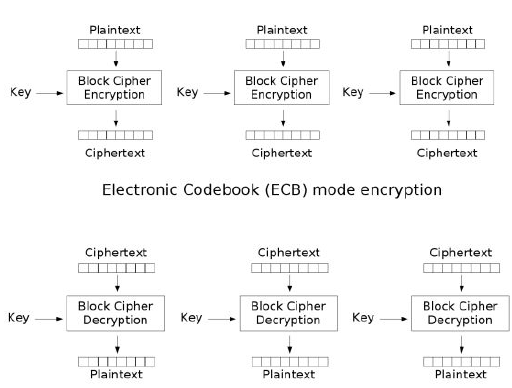 Plaintext Plaintext Plaintext
Key Block Cipher Encryption Key Block Cipher Encryption Key Block Cipher Encryption
Ciphertext Ciphertext Ciphertext
Electronic Codebook (ECB) mode encryption
Ciphertext Ciphertext Ciphertext
Key Block Cipher Decryption Key Block Cipher Decryption Key Block Cipher Decryption
Plaintext Plaintext Plaintext